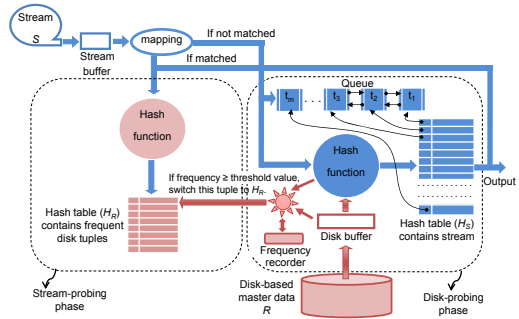 Stream
S
Stream
buffer
mapping
If not matched
If matched
Queue
tm
. . .
t3
t2
t1
Hash
function
Hash
function
If frequency ≥ threshold value,
switch this tuple to HR.
Output
Hash table (HR)
contains frequent
disk tuples
Disk buffer
Hash table (HS)
contains stream
Frequency
recorder
Disk-based
master data
R
Stream-probing
phase
Disk-probing
phase